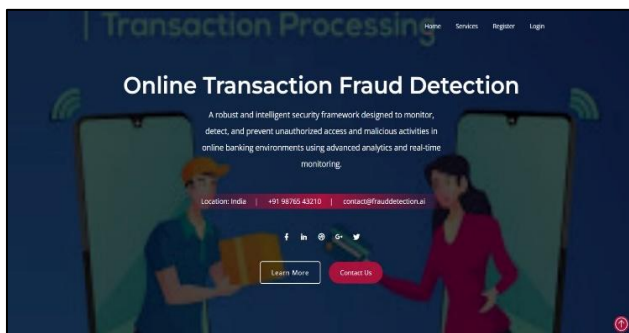 | Transaction Processing
Home Services Register Login
Online Transaction Fraud Detection
A robust and intelligent security framework designed to monitor,
detect, and prevent unauthorized access and malicious activities in
online banking environments using advanced analytics and real-time
monitoring.
Location: India | +91 98765 43210 | contact@frauddetection.ai
f in G+
Learn More Contact Us